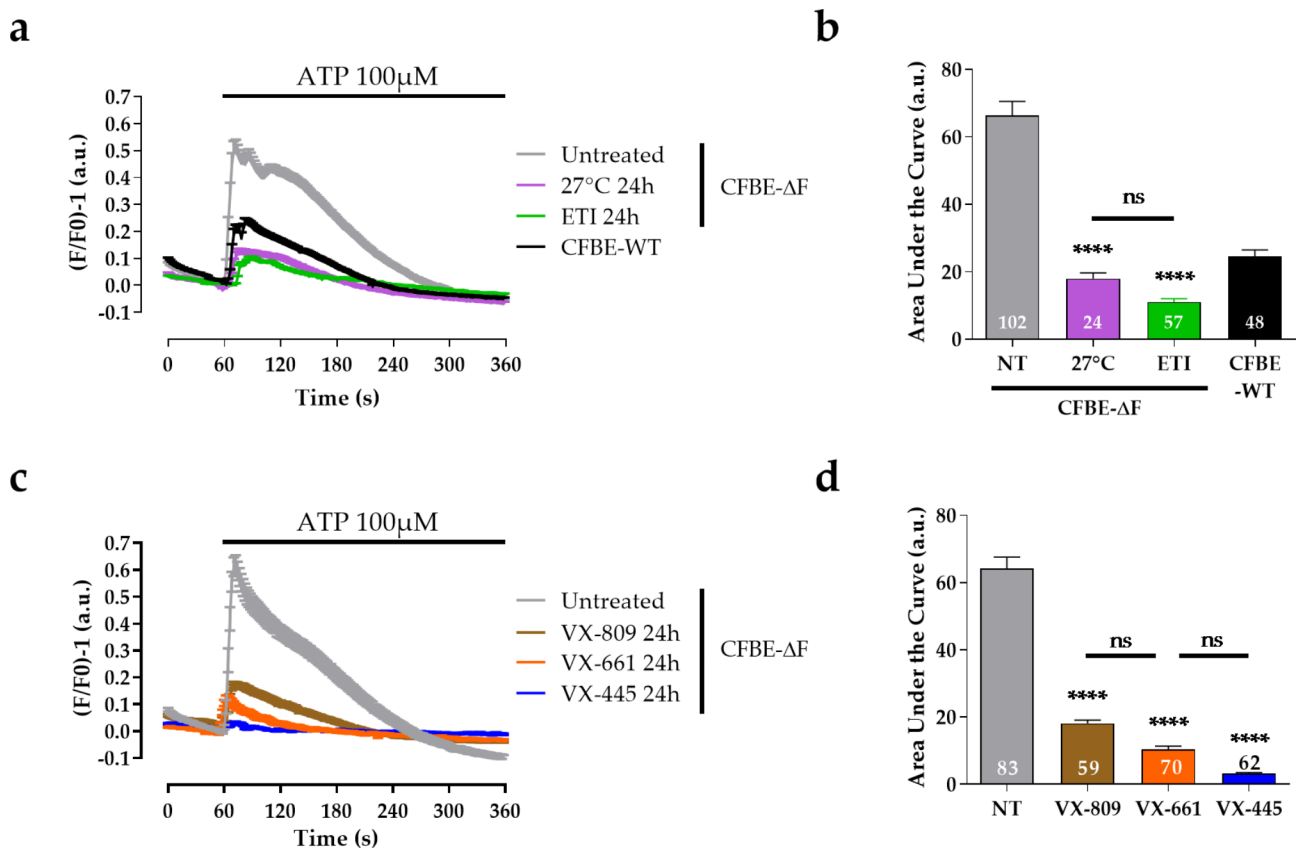 a
ATP 100µM
(F/F0)-1 (a.u.)
0.7
0.6
0.5
0.4
0.3
0.2
0.1
0.0
-0.1
0 60 120 180 240 300 360
Time (s)
Untreated
27°C 24h
ETI 24h
CFBE-WT
CFBE-ΔF
b
Area Under the Curve (a.u.)
80
60
40
20
0
ns
**** ****
102 24 57 48
NT 27°C ETI CFBE
-WT
CFBE-ΔF
c
ATP 100µM
(F/F0)-1 (a.u.)
0.7
0.6
0.5
0.4
0.3
0.2
0.1
0.0
-0.1
0 60 120 180 240 300 360
Time (s)
Untreated
VX-809 24h
VX-661 24h
VX-445 24h
CFBE-ΔF
d
Area Under the Curve (a.u.)
80
60
40
20
0
ns ns
**** **** ****
83 59 70 62
NT VX-809 VX-661 VX-445